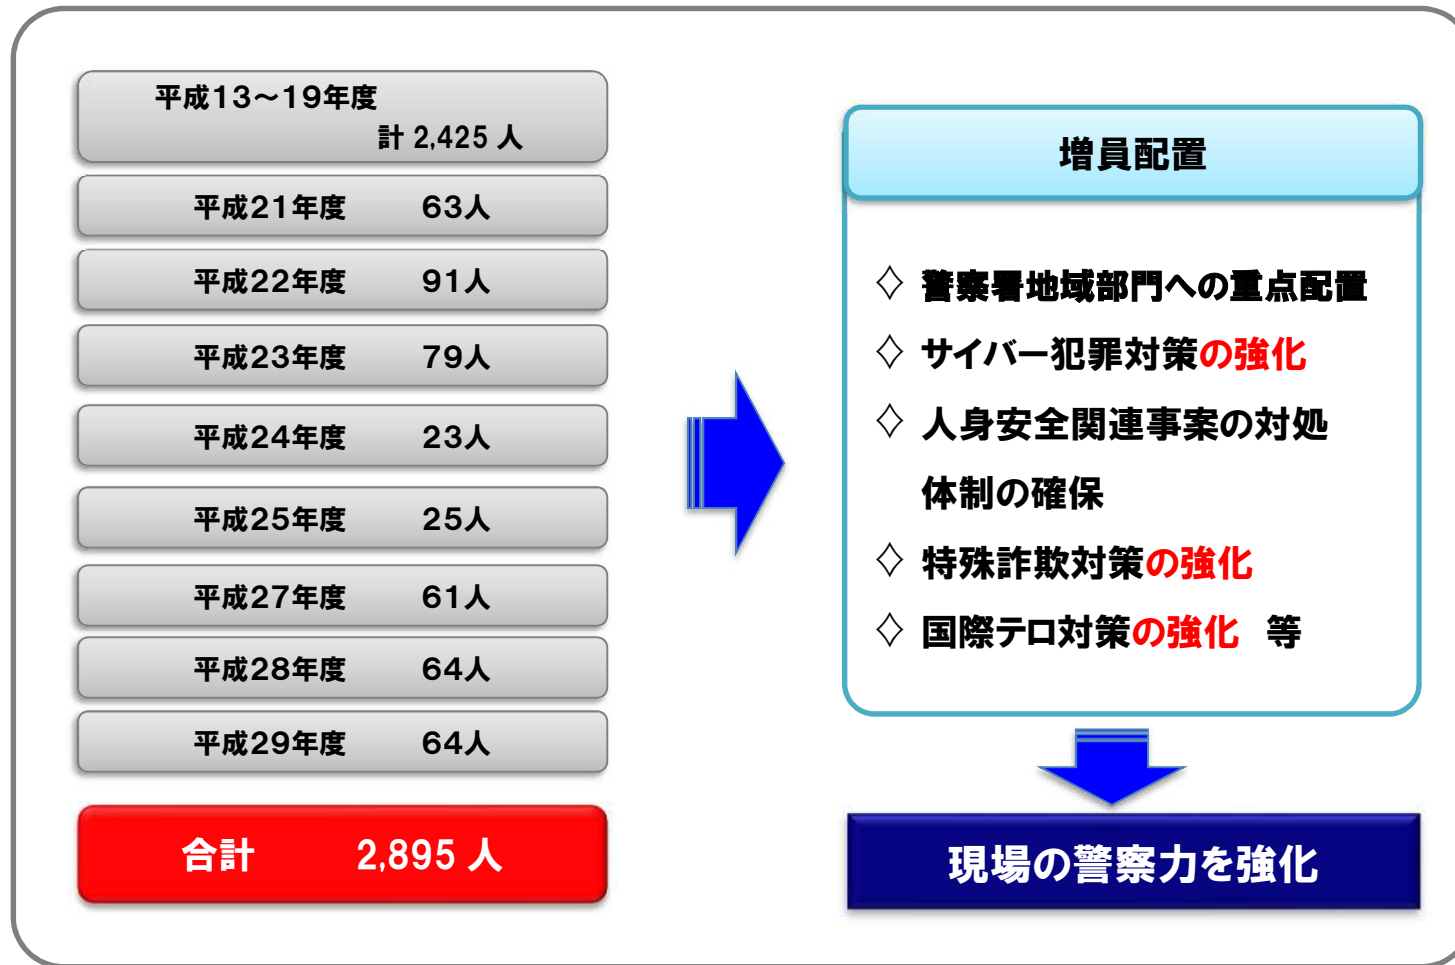 平成13～19年度
計 2,425 人
平成21年度 63人
平成22年度 91人
平成23年度 79人
平成24年度 23人
平成25年度 25人
平成27年度 61人
平成28年度 64人
平成29年度 64人
合計 2,895 人
増員配置
◇ 警察署地域部門への重点配置
◇ サイバー犯罪対策の強化
◇ 人身安全関連事案の対処
体制の確保
◇ 特殊詐欺対策の強化
◇ 国際テロ対策の強化 等
現場の警察力を強化